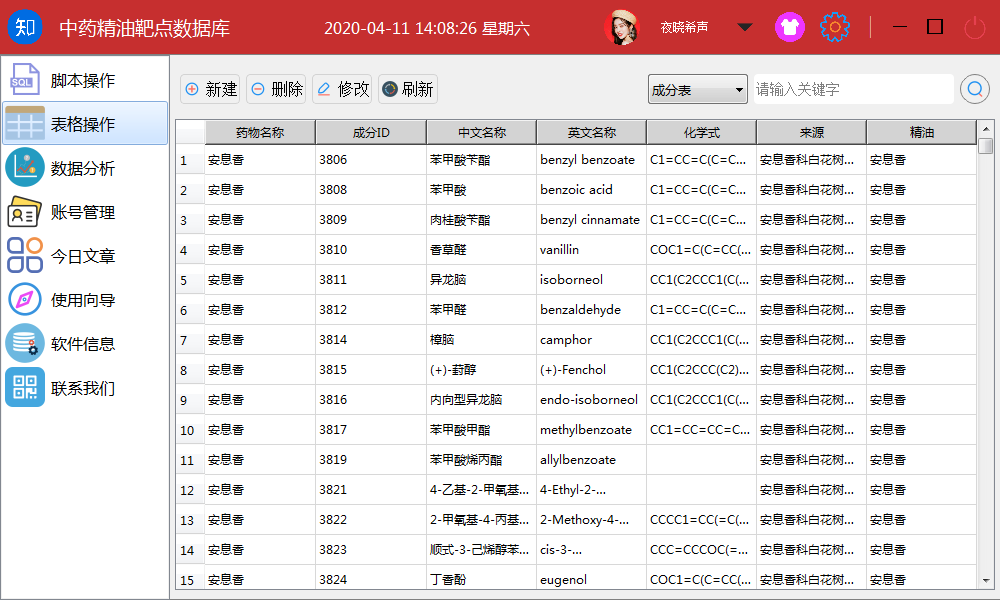 知 中药精油靶点数据库 2020-04-11 14:08:26 星期六 夜晓希声
SQL 脚本操作
表格操作
数据分析
账号管理
今日文章
使用向导
软件信息
联系我们
新建 删除 修改 刷新 成分表 请输入关键字
药物名称 成分ID 中文名称 英文名称 化学式 来源 精油
1 安息香 3806 苯甲酸苄酯 benzyl benzoate C1=CC=C(C=C... 安息香科白花树... 安息香
2 安息香 3808 苯甲酸 benzoic acid C1=CC=C(C=C... 安息香科白花树... 安息香
3 安息香 3809 肉桂酸苄酯 benzyl cinnamate C1=CC=C(C=C... 安息香科白花树... 安息香
4 安息香 3810 香草醛 vanillin COC1=C(C=CC(... 安息香科白花树... 安息香
5 安息香 3811 异龙脑 isoborneol CC1(C2CCC1(C... 安息香科白花树... 安息香
6 安息香 3812 苯甲醛 benzaldehyde C1=CC=C(C=C... 安息香科白花树... 安息香
7 安息香 3814 樟脑 camphor CC1(C2CCC1(C... 安息香科白花树... 安息香
8 安息香 3815 (+)-葑醇 (+)-Fenchol CC1(C2CCC(C2)... 安息香科白花树... 安息香
9 安息香 3816 内向型异龙脑 endo-isoborneol CC1(C2CCC1(C(... 安息香科白花树... 安息香
10 安息香 3817 苯甲酸甲酯 methylbenzoate CC1=CC=CC=C... 安息香科白花树... 安息香
11 安息香 3819 苯甲酸烯丙酯 allylbenzoate 安息香科白花树... 安息香
12 安息香 3821 4-乙基-2-甲氧基... 4-Ethyl-2-... 安息香科白花树... 安息香
13 安息香 3822 2-甲氧基-4-丙基... 2-Methoxy-4-... CCCC1=CC(=C(... 安息香科白花树... 安息香
14 安息香 3823 顺式-3-己烯醇苯... cis-3-... CCC=CCCOC(=... 安息香科白花树... 安息香
15 安息香 3824 丁香酚 eugenol COC1=C(C=CC(... 安息香科白花树... 安息香